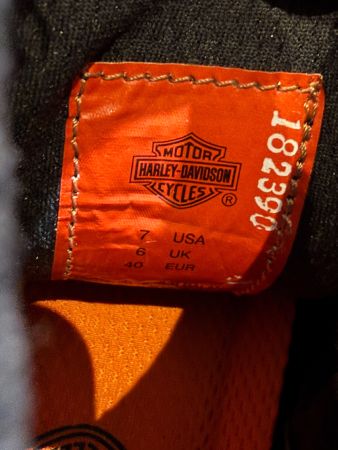 MOTOR
HARLEY-DAVIDSON
CYCLES
®
7 USA
6 UK
40 EUR
182390